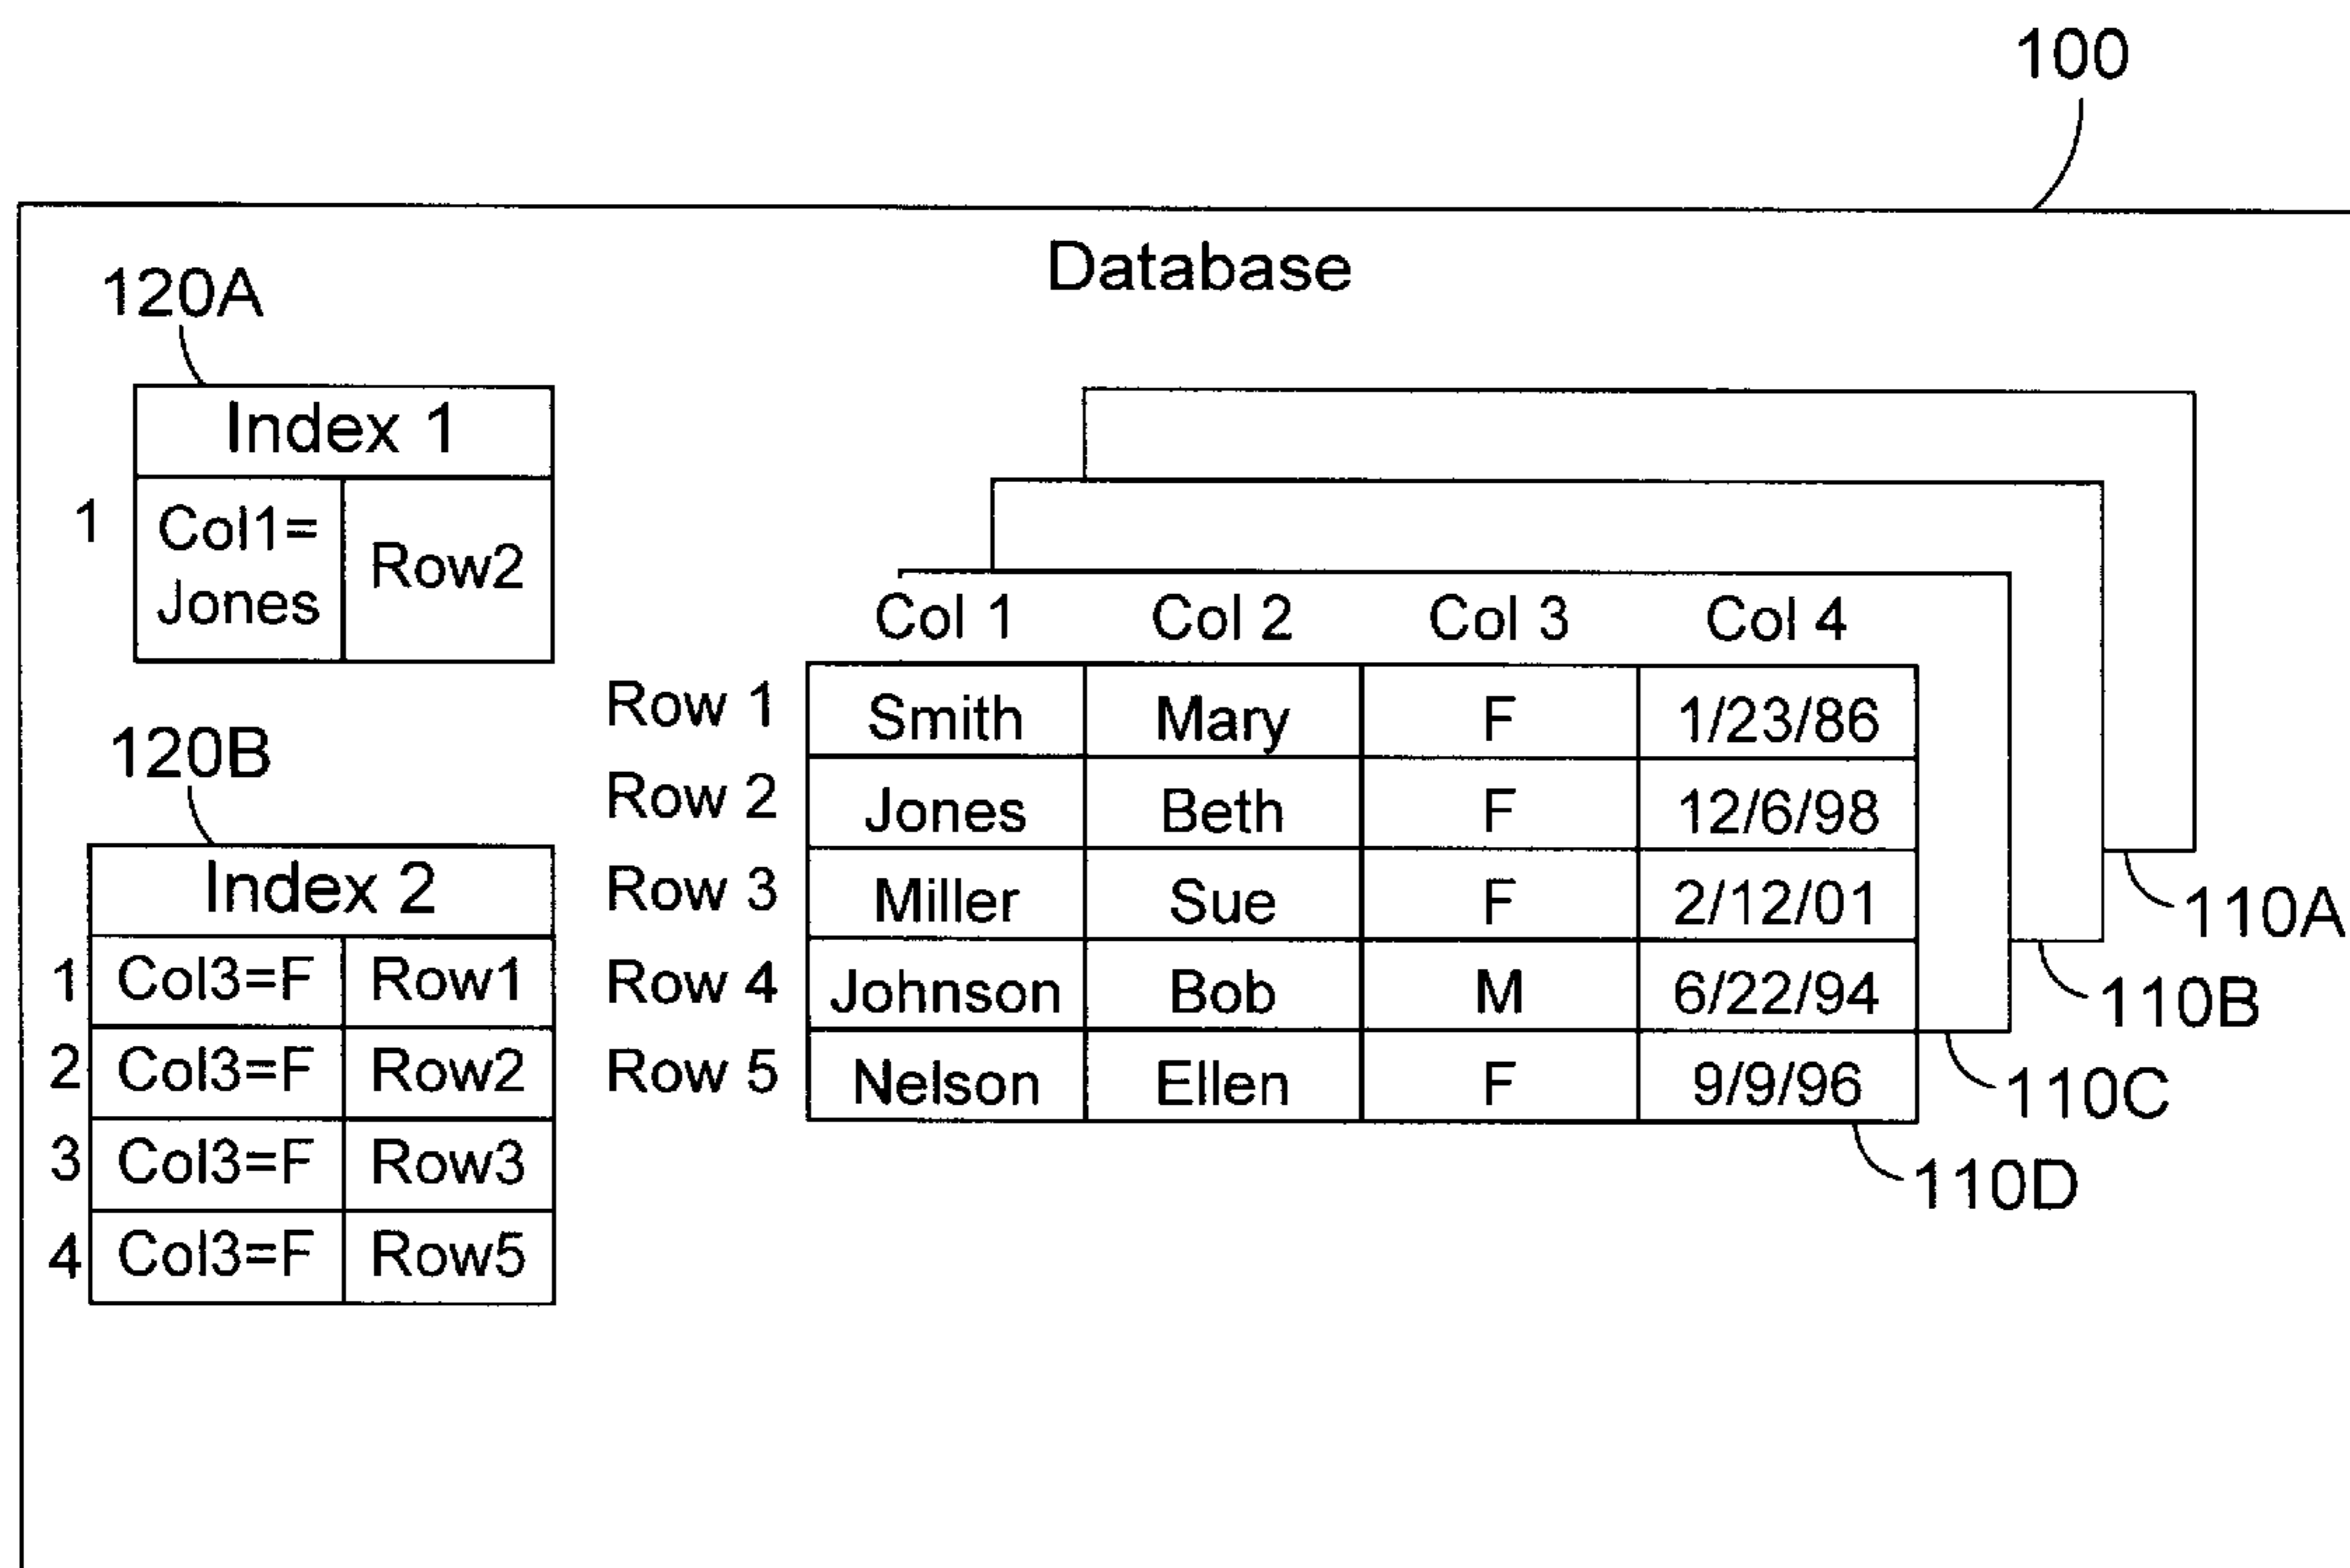 100
Database
120A
Index 1
1 Col1= Jones Row2
120B
Index 2
1 Col3=F Row1
2 Col3=F Row2
3 Col3=F Row3
4 Col3=F Row5
Col 1 Col 2 Col 3 Col 4
Row 1 Smith Mary F 1/23/86
Row 2 Jones Beth F 12/6/98
Row 3 Miller Sue F 2/12/01
Row 4 Johnson Bob M 6/22/94
Row 5 Nelson Ellen F 9/9/96
110A
110B
110C
110D